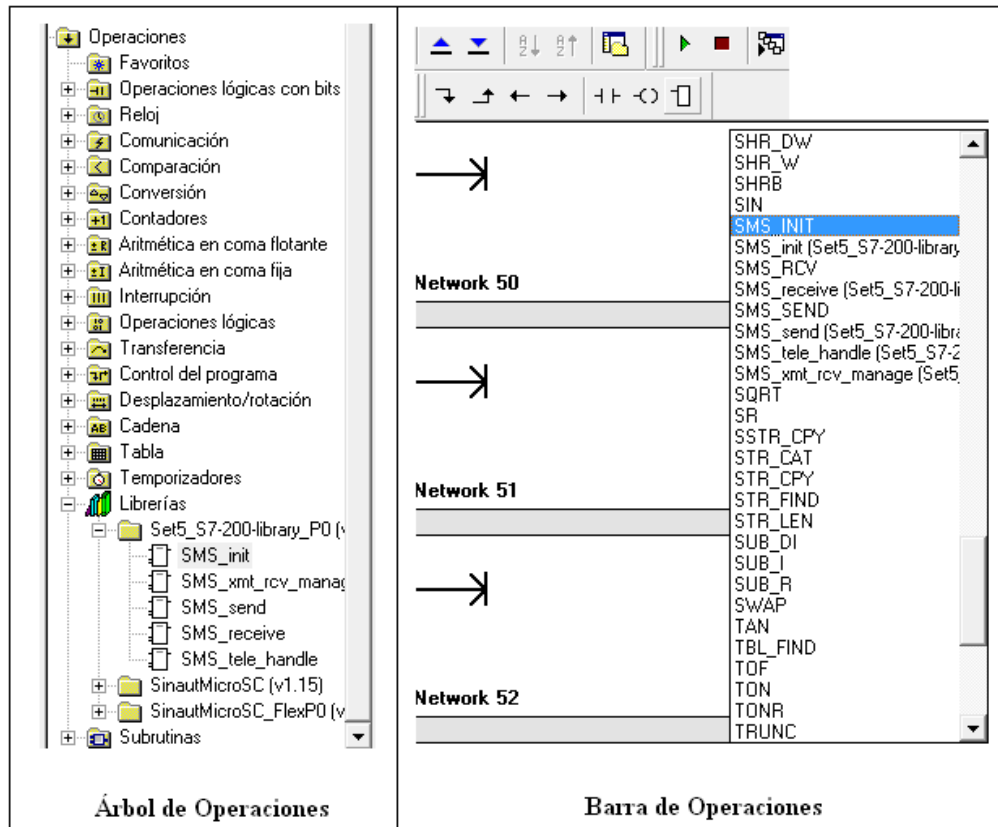 Operaciones
Favoritos
Operaciones lógicas con bits
Reloj
Comunicación
Comparación
Conversión
Contadores
Aritmética en coma flotante
Aritmética en coma fija
Interrupción
Operaciones lógicas
Transferencia
Control del programa
Desplazamiento/rotación
Cadena
Tabla
Temporizadores
Librerías
Set5_S7-200-library_P0 (v
SMS_init
SMS_xmt_rcv_manag
SMS_send
SMS_receive
SMS_tele_handle
SinautMicroSC (v1.15)
SinautMicroSC_FlexP0 (v
Subrutinas
Árbol de Operaciones
Network 50
Network 51
Network 52
SHR_DW
SHR_W
SHRB
SIN
SMS_INIT
SMS_init (Set5_S7-200-library
SMS_RCV
SMS_receive (Set5_S7-200-li
SMS_SEND
SMS_send (Set5_S7-200-libra
SMS_tele_handle (Set5_S7-2
SMS_xmt_rcv_manage (Set5
SQRT
SR
SSTR_CPY
STR_CAT
STR_CPY
STR_FIND
STR_LEN
SUB_DI
SUB_I
SUB_R
SWAP
TAN
TBL_FIND
TOF
TON
TONR
TRUNC
Barra de Operaciones